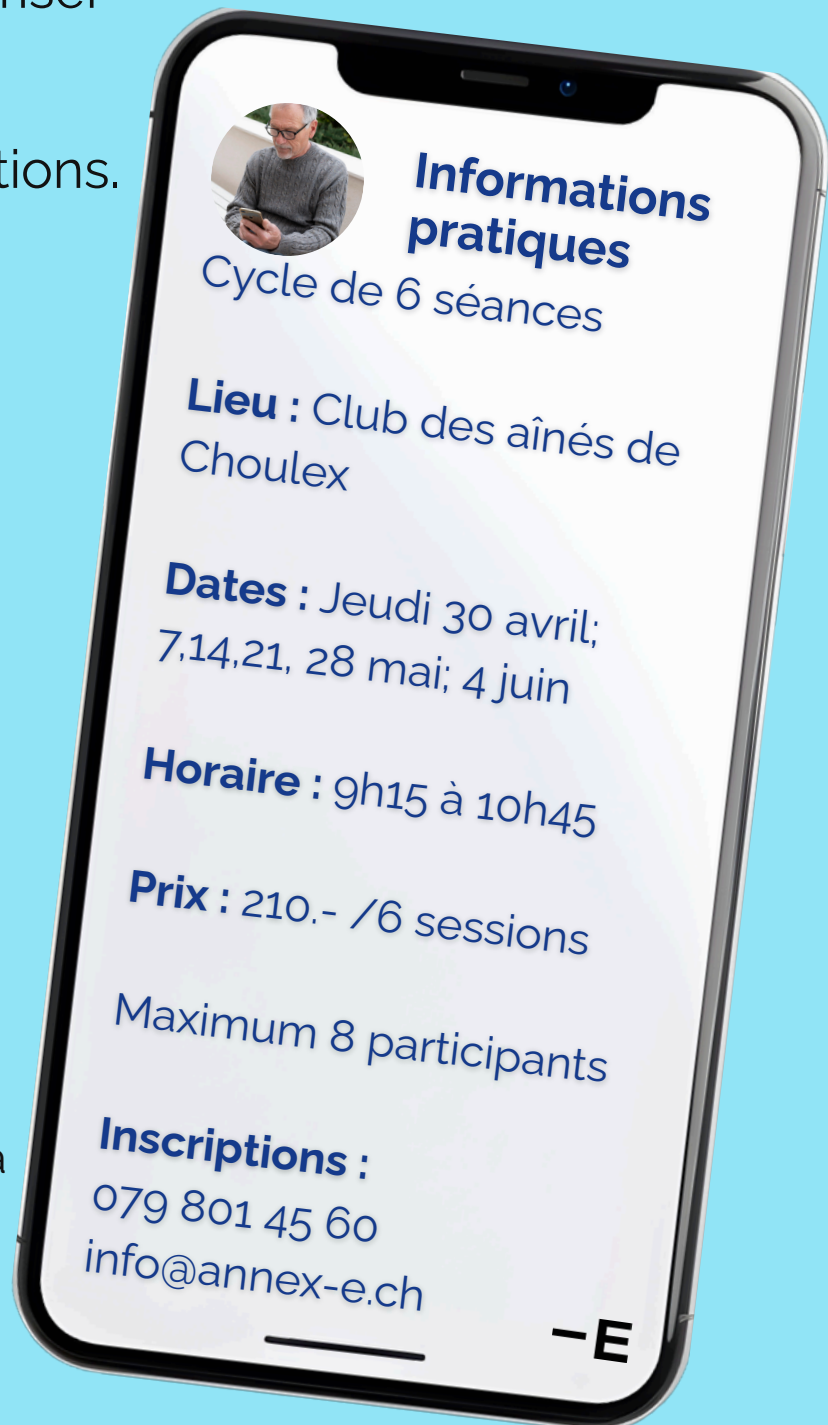 tions.
Informations
pratiques
Cycle de 6 séances
Lieu : Club des aînés de
Choulex
Dates : Jeudi 30 avril;
7,14,21, 28 mai; 4 juin
Horaire : 9h15 à 10h45
Prix : 210.- /6 sessions
Maximum 8 participants
Inscriptions :
079 801 45 60
info@annex-e.ch
–E